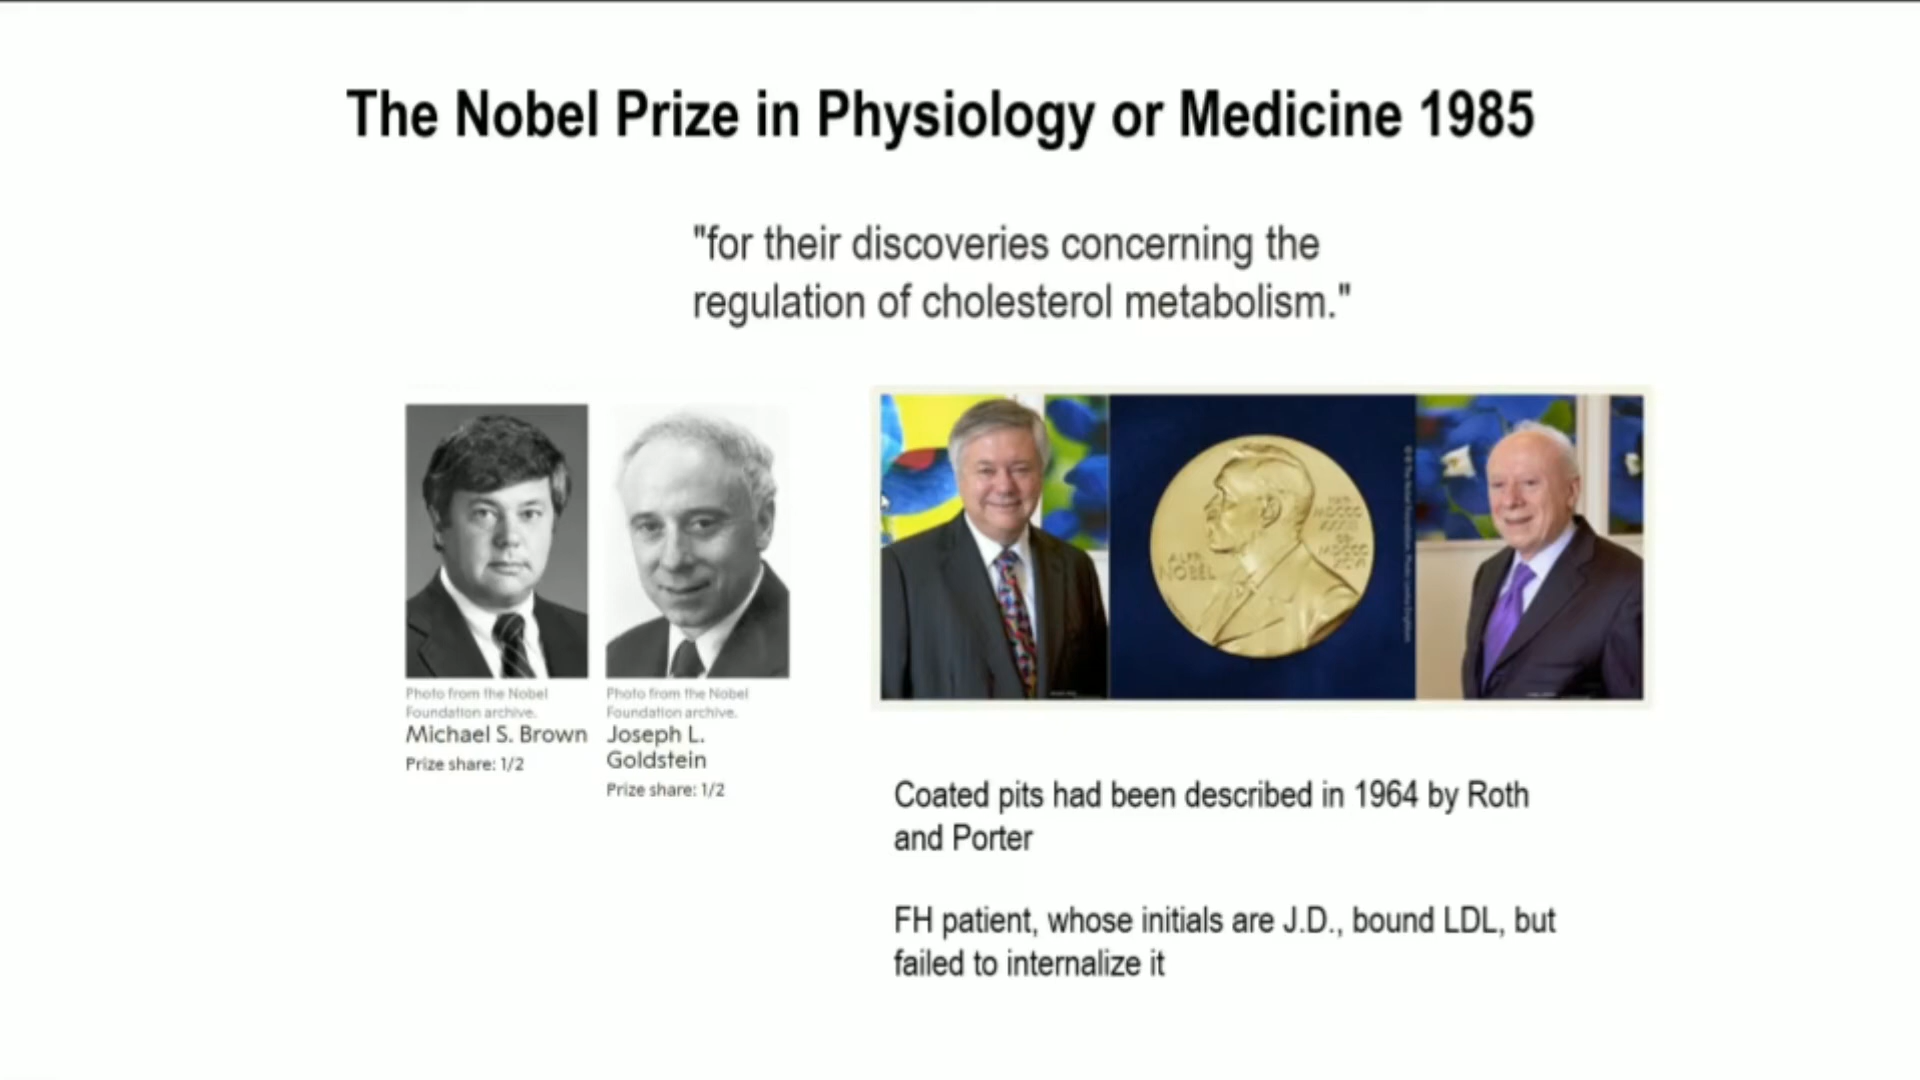 The Nobel Prize in Physiology or Medicine 1985
"for their discoveries concerning the
regulation of cholesterol metabolism."
Photo from the Nobel
Foundation archive.
Michael S. Brown
Prize share: 1/2
Photo from the Nobel
Foundation archive.
Joseph L.
Goldstein
Prize share: 1/2
ALFR
NOBEL
Coated pits had been described in 1964 by Roth
and Porter
FH patient, whose initials are J.D., bound LDL, but
failed to internalize it